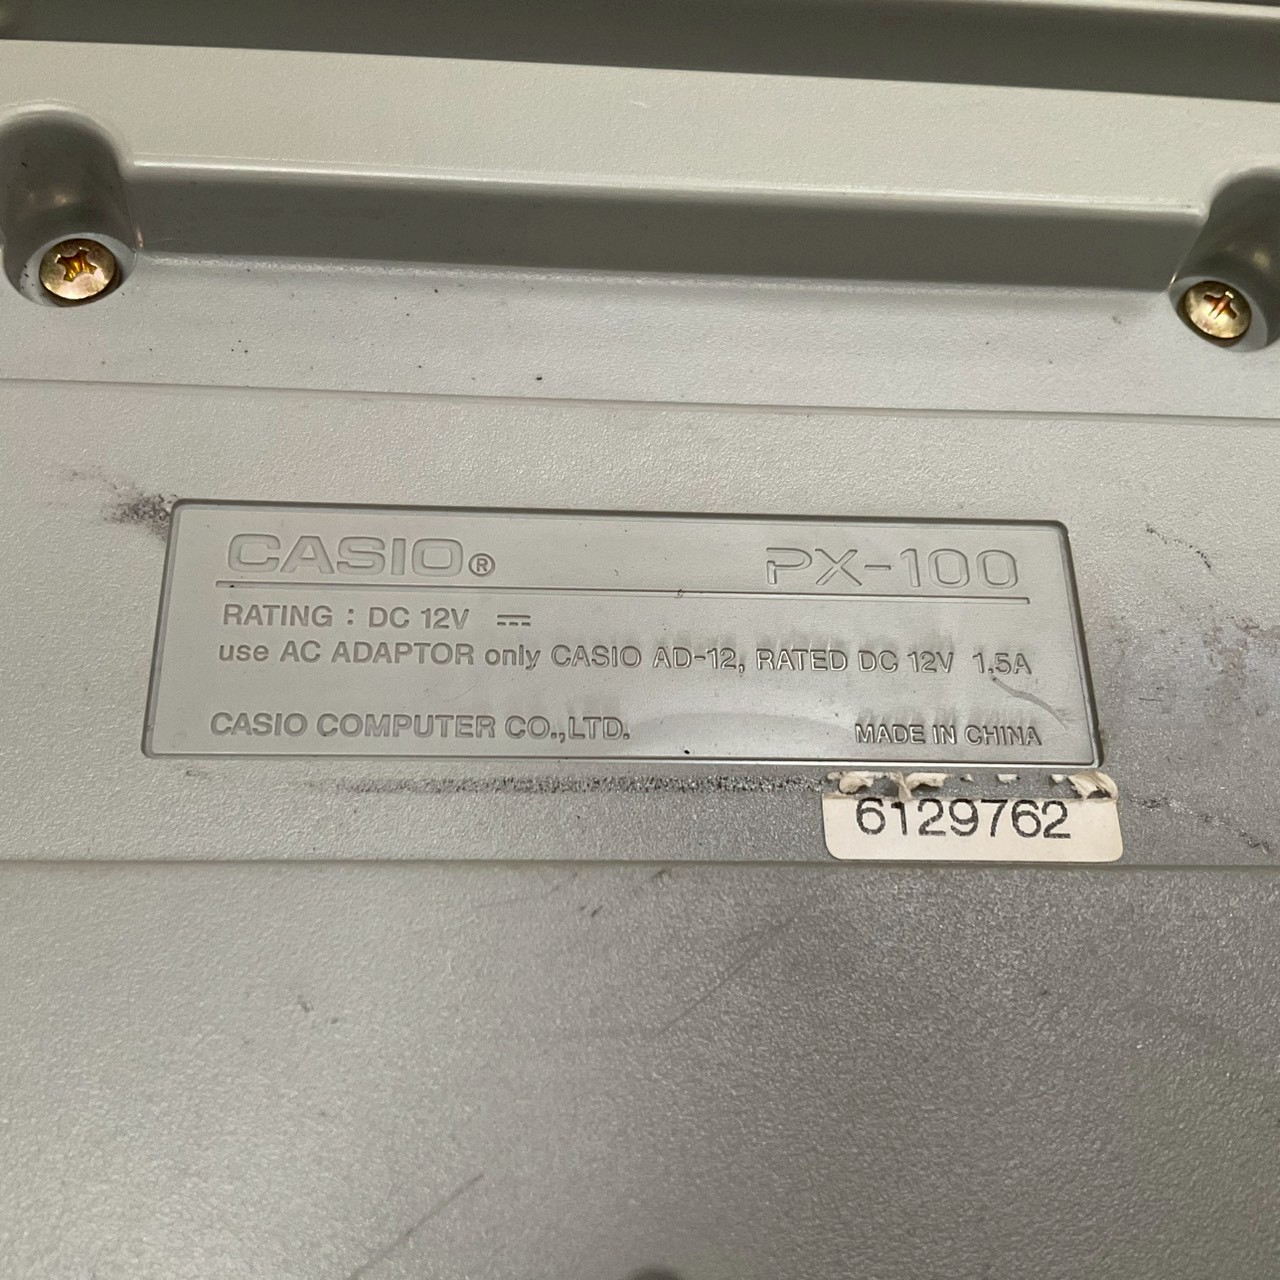 CASIO® PX-100
RATING : DC 12V ⎓
use AC ADAPTOR only CASIO AD-12, RATED DC 12V 1.5A
CASIO COMPUTER CO.,LTD. MADE IN CHINA
6129762